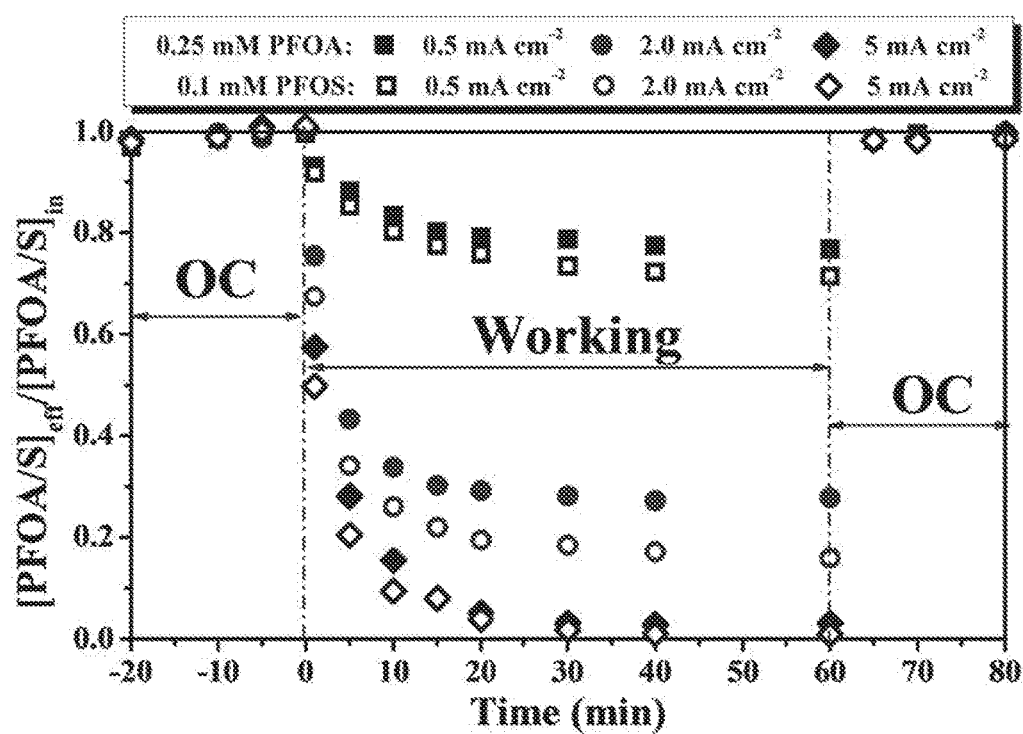 0.25 mM PFOA: ■ 0.5 mA cm⁻² ● 2.0 mA cm⁻² ◆ 5 mA cm⁻²
0.1 mM PFOS: □ 0.5 mA cm⁻² ○ 2.0 mA cm⁻² ◇ 5 mA cm⁻²
[PFOA/S]eff/[PFOA/S]in
1.0
0.8
0.6
0.4
0.2
0.0
OC
Working
OC
-20 -10 0 10 20 30 40 50 60 70 80
Time (min)